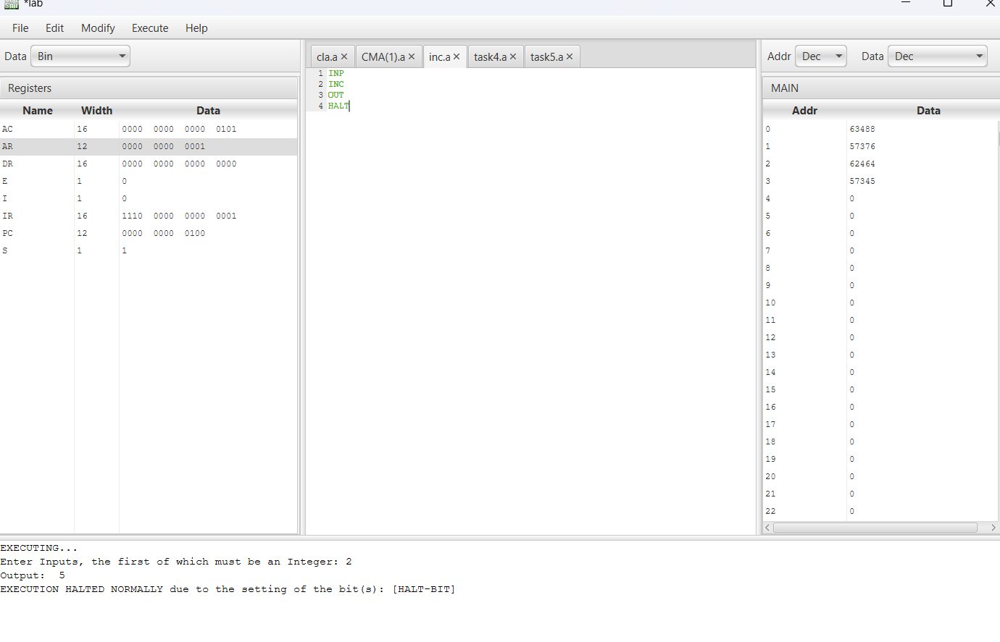 *lab
File Edit Modify Execute Help
Data Bin
Registers
Name Width Data
AC 16 0000 0000 0000 0101
AR 12 0000 0000 0001
DR 16 0000 0000 0000 0000
E 1 0
I 1 0
IR 16 1110 0000 0000 0001
PC 12 0000 0000 0100
S 1 1
cla.a × CMA(1).a × inc.a × task4.a × task5.a ×
1 INP
2 INC
3 OUT
4 HALT
Addr Dec Data Dec
MAIN
Addr Data
0 63488
1 57376
2 62464
3 57345
4 0
5 0
6 0
7 0
8 0
9 0
10 0
11 0
12 0
13 0
14 0
15 0
16 0
17 0
18 0
19 0
20 0
21 0
22 0
EXECUTING...
Enter Inputs, the first of which must be an Integer: 2
Output: 5
EXECUTION HALTED NORMALLY due to the setting of the bit(s): [HALT-BIT]